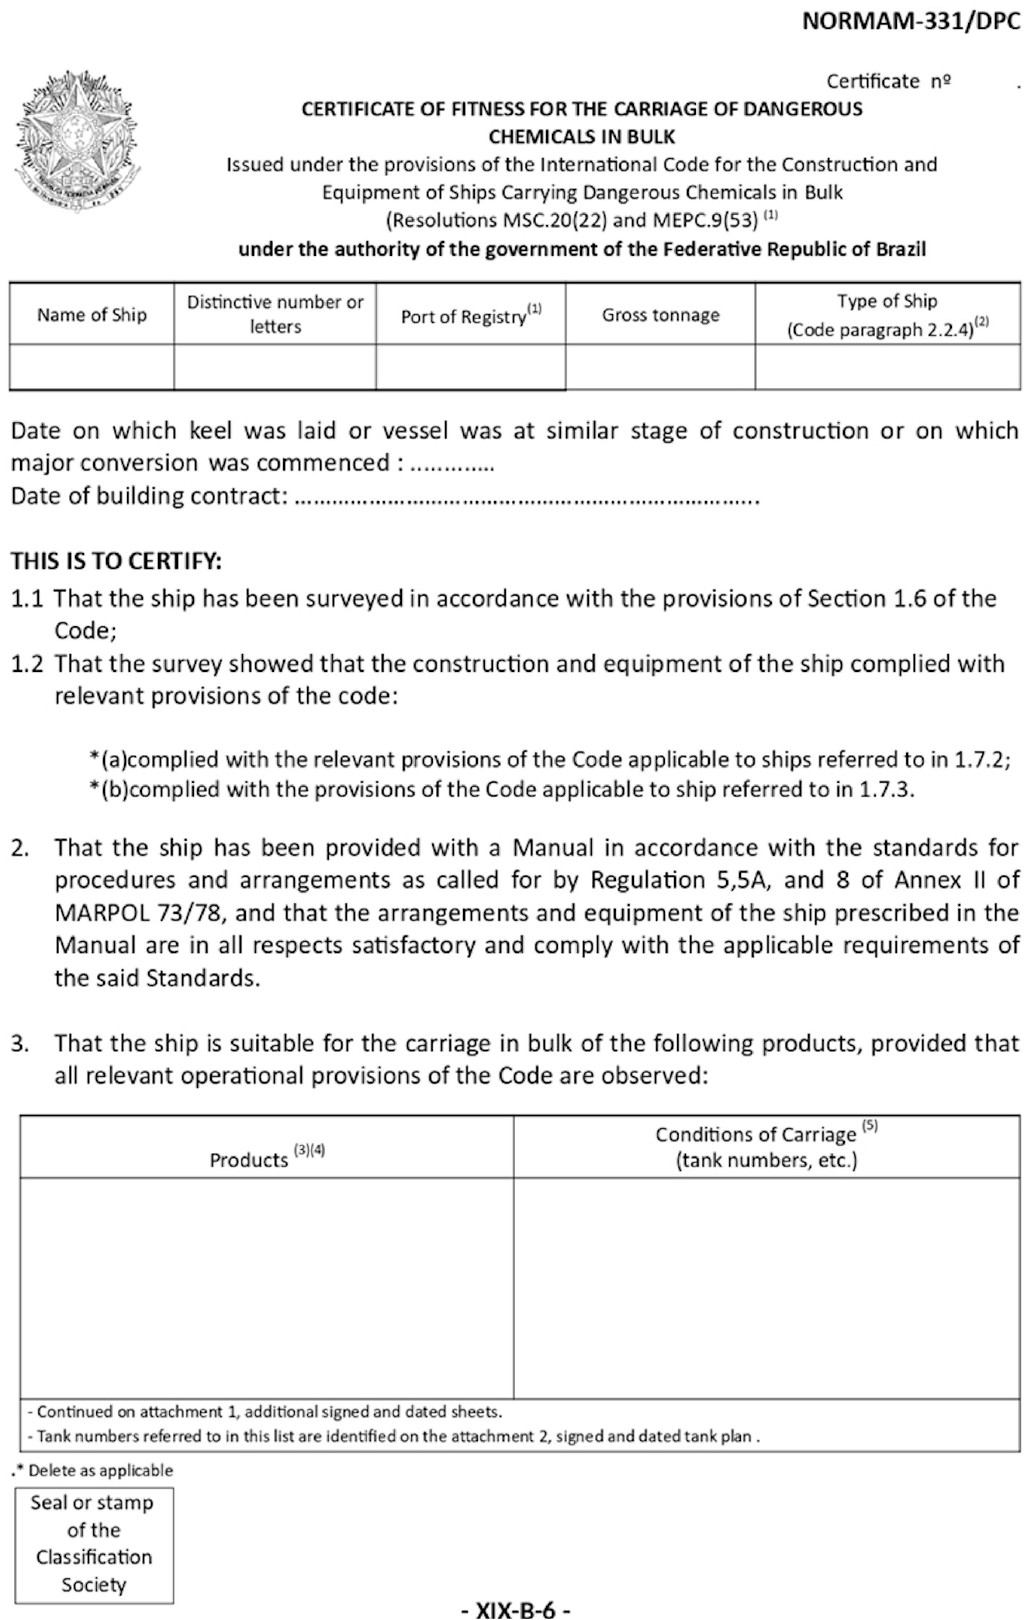 NORMAM-331/DPC
Certificate nº .
CERTIFICATE OF FITNESS FOR THE CARRIAGE OF DANGEROUS
CHEMICALS IN BULK
Issued under the provisions of the International Code for the Construction and
Equipment of Ships Carrying Dangerous Chemicals in Bulk
(Resolutions MSC.20(22) and MEPC.9(53) (1)
under the authority of the government of the Federative Republic of Brazil
Name of Ship
Distinctive number or
letters
Port of Registry(1)
Gross tonnage
Type of Ship
(Code paragraph 2.2.4)(2)
Date on which keel was laid or vessel was at similar stage of construction or on which
major conversion was commenced : .............
Date of building contract: ..........................................................................
THIS IS TO CERTIFY:
1.1 That the ship has been surveyed in accordance with the provisions of Section 1.6 of the
Code;
1.2 That the survey showed that the construction and equipment of the ship complied with
relevant provisions of the code:
*(a)complied with the relevant provisions of the Code applicable to ships referred to in 1.7.2;
*(b)complied with the provisions of the Code applicable to ship referred to in 1.7.3.
2. That the ship has been provided with a Manual in accordance with the standards for
procedures and arrangements as called for by Regulation 5,5A, and 8 of Annex II of
MARPOL 73/78, and that the arrangements and equipment of the ship prescribed in the
Manual are in all respects satisfactory and comply with the applicable requirements of
the said Standards.
3. That the ship is suitable for the carriage in bulk of the following products, provided that
all relevant operational provisions of the Code are observed:
Products (3)(4)
Conditions of Carriage (5)
(tank numbers, etc.)
- Continued on attachment 1, additional signed and dated sheets.
- Tank numbers referred to in this list are identified on the attachment 2, signed and dated tank plan .
.* Delete as applicable
Seal or stamp
of the
Classification
Society
- XIX-B-6 -